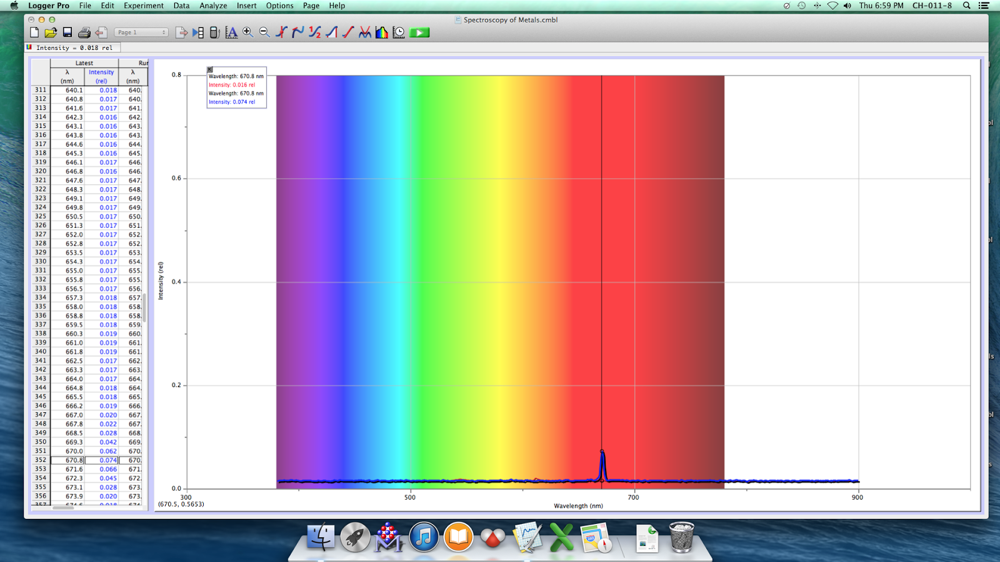 Logger Pro File Edit Experiment Data Analyze Insert Options Page Help Thu 6:59 PM CH-011-8
Spectroscopy of Metals.cmbl
Page 1
Intensity = 0.018 rel
Latest Run
λ Intensity λ
(nm) (rel) (nm)
311 640.1 0.018 640.
312 640.8 0.017 640.
313 641.6 0.017 641.
314 642.3 0.016 642.
315 643.1 0.016 643.
316 643.8 0.016 643.
317 644.6 0.016 644.
318 645.3 0.016 645.
319 646.1 0.017 646.
320 646.8 0.016 646.
321 647.6 0.017 647.
322 648.3 0.017 648.
323 649.1 0.017 649.
324 649.8 0.017 649.
325 650.5 0.017 650.
326 651.3 0.017 651.
327 652.0 0.017 652.
328 652.8 0.017 652.
329 653.5 0.017 653.
330 654.3 0.017 654.
331 655.0 0.017 655.
332 655.8 0.017 655.
333 656.5 0.017 656.
334 657.3 0.018 657.
335 658.0 0.018 658.
336 658.8 0.018 658.
337 659.5 0.018 659.
338 660.3 0.019 660.
339 661.0 0.019 661.
340 661.8 0.019 661.
341 662.5 0.017 662.
342 663.3 0.017 663.
343 664.0 0.017 664.
344 664.8 0.018 664.
345 665.5 0.018 665.
346 666.2 0.019 666.
347 667.0 0.020 667.
348 667.8 0.022 667.
349 668.5 0.028 668.
350 669.3 0.042 669.
351 670.0 0.062 670.
352 670.8 0.074 670.
353 671.6 0.066 671.
354 672.3 0.045 672.
355 673.1 0.028 673.
356 673.9 0.020 673.
357 674.6 0.018 674.
Wavelength: 670.8 nm
Intensity: 0.016 rel
Wavelength: 670.8 nm
Intensity: 0.074 rel
0.8
0.6
0.4
0.2
0.0
Intensity (rel)
300 500 700 900
(670.5, 0.5653)
Wavelength (nm)